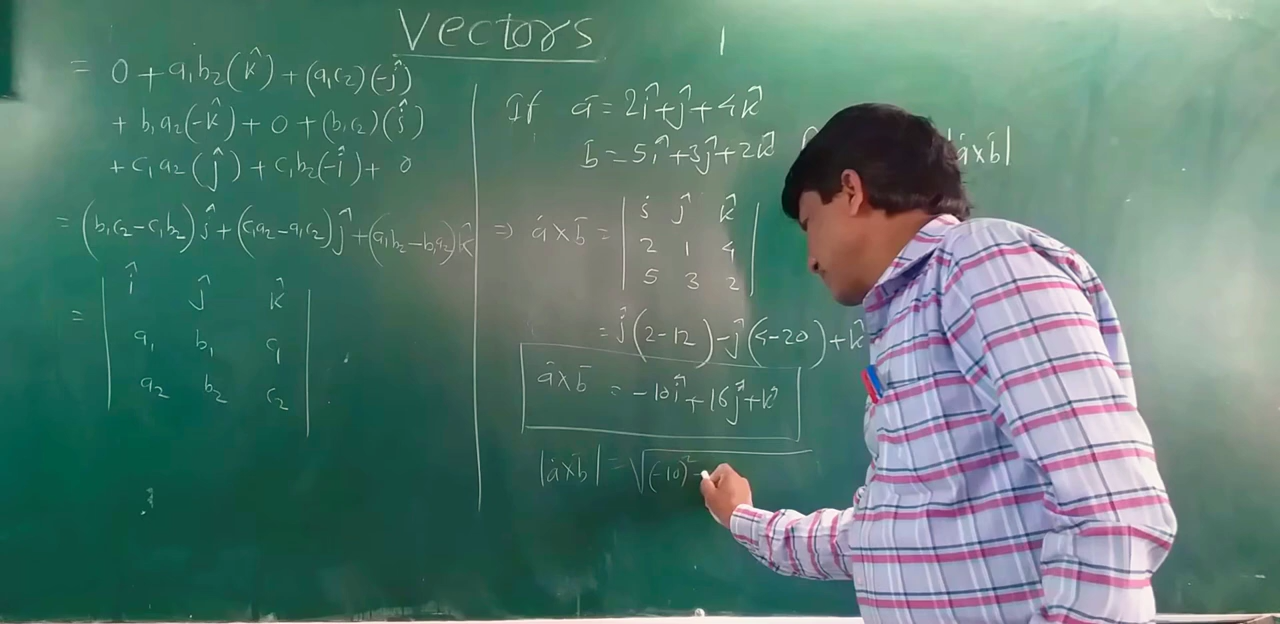 Vectors
= 0 + a₁b₂(k̂) + (a₁c₂)(-ĵ)
+ b₁a₂(-k̂) + 0 + (b₁c₂)(î)
+ c₁a₂(ĵ) + c₁b₂(-î) + 0
= (b₁c₂-c₁b₂)î + (c₁a₂-a₁c₂)ĵ + (a₁b₂-b₁a₂)k̂
= | î ĵ k̂ |
| a₁ b₁ c₁ |
| a₂ b₂ c₂ |
If ā = 2î+ĵ+4k̂
b̄ = 5î+3ĵ+2k̂
|ā×b̄|
⇒ ā×b̄ = | î ĵ k̂ |
| 2 1 4 |
| 5 3 2 |
= î(2-12) - ĵ(4-20) + k̂
ā×b̄ = -10î+16ĵ+k̂
|ā×b̄| = √(-10)²